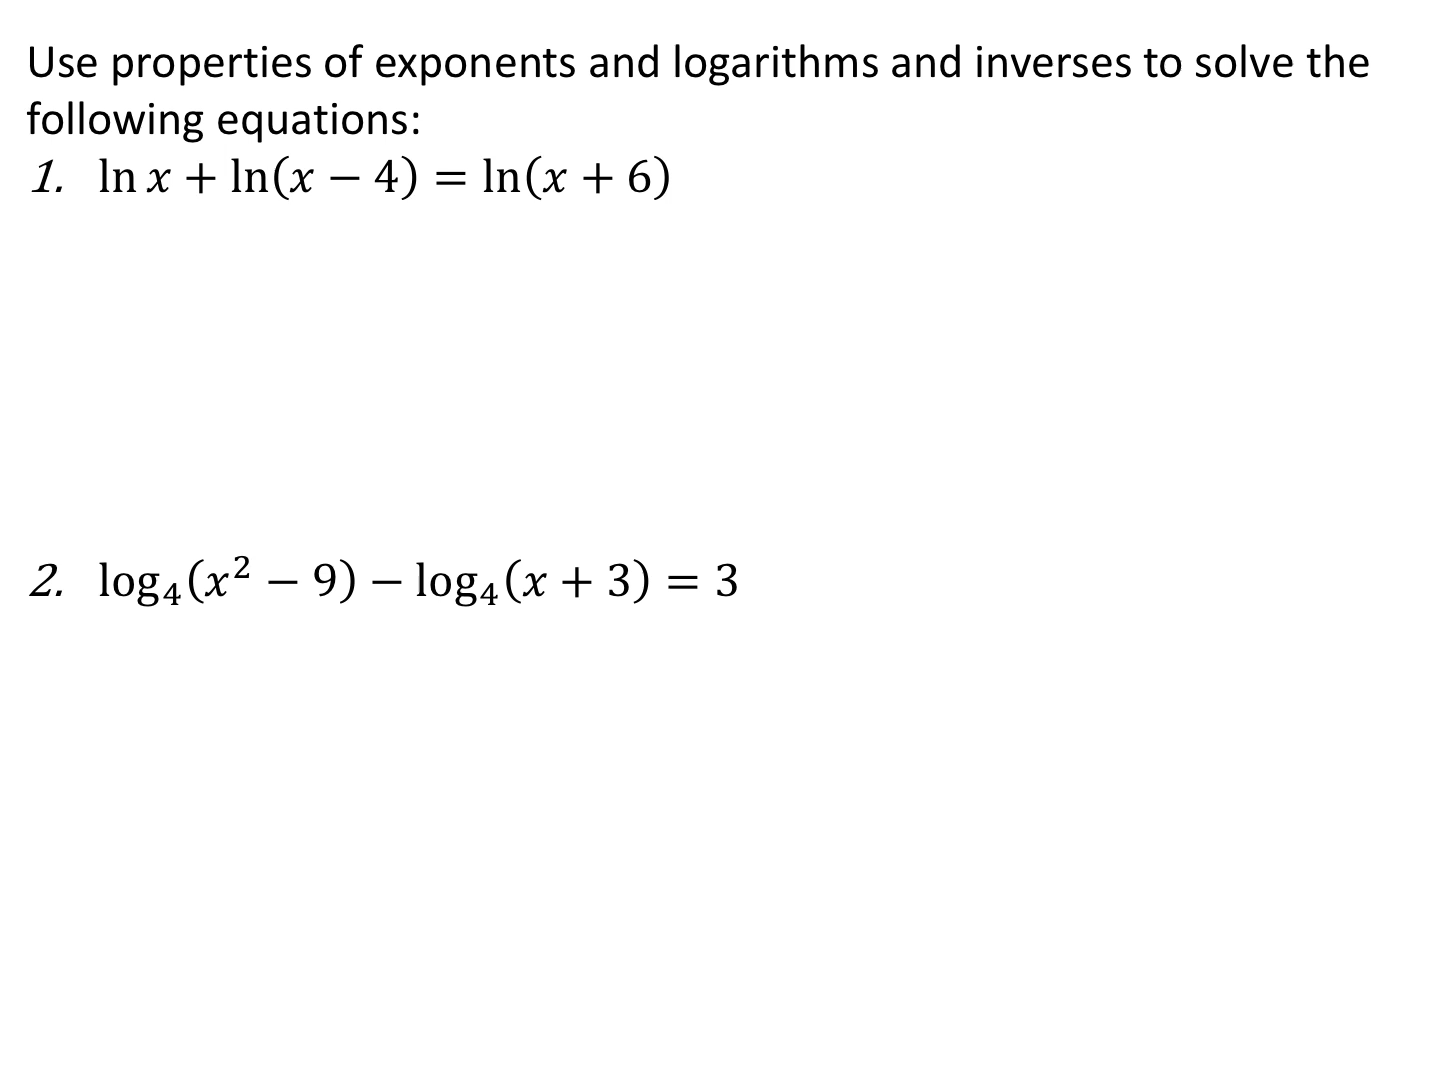 Use properties of exponents and logarithms and inverses to solve the
following equations:
1. ln x + ln(x − 4) = ln(x + 6)
2. log₄(x² − 9) − log₄(x + 3) = 3